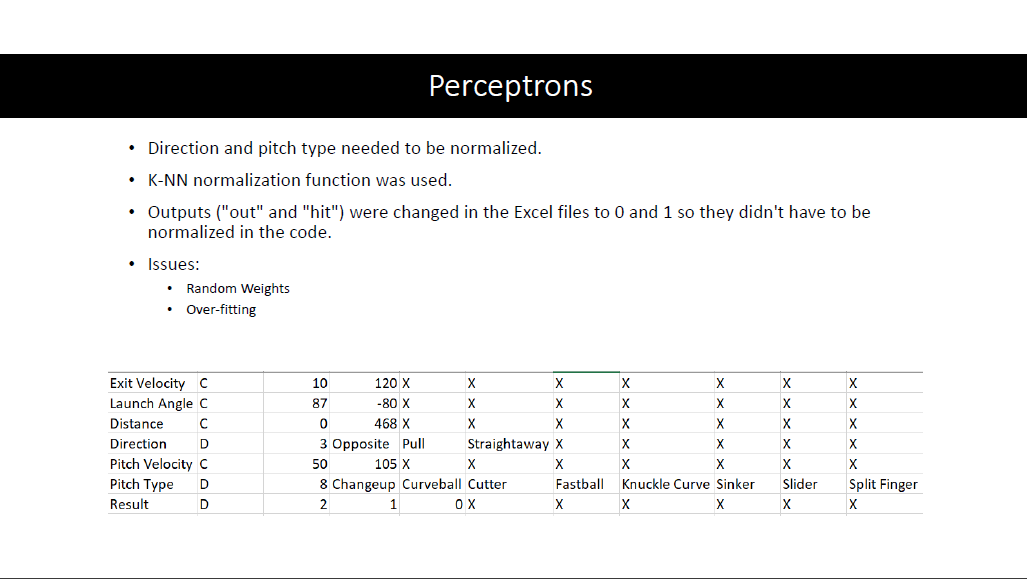 Perceptrons
• Direction and pitch type needed to be normalized.
• K-NN normalization function was used.
• Outputs ("out" and "hit") were changed in the Excel files to 0 and 1 so they didn't have to be
normalized in the code.
• Issues:
• Random Weights
• Over-fitting
Exit Velocity C 10 120 X X X X X X X
Launch Angle C 87 -80 X X X X X X X
Distance C 0 468 X X X X X X X
Direction D 3 Opposite Pull Straightaway X X X X X
Pitch Velocity C 50 105 X X X X X X X
Pitch Type D 8 Changeup Curveball Cutter Fastball Knuckle Curve Sinker Slider Split Finger
Result D 2 1 0 X X X X X X